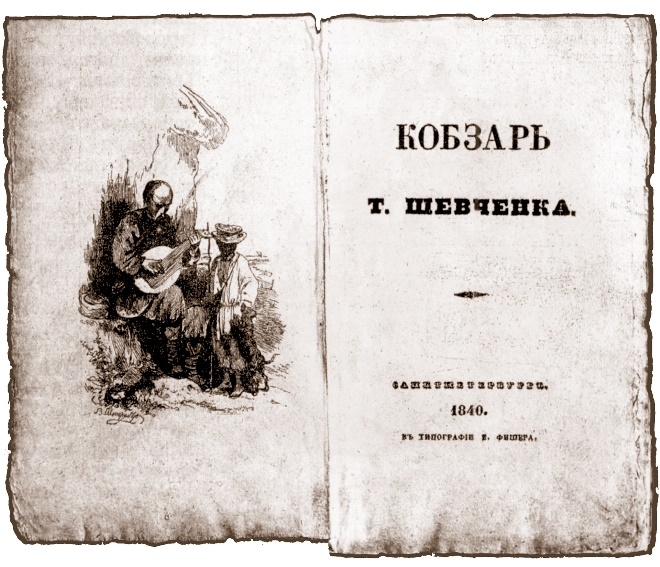 КОБЗАРЬ
Т. ШЕВЧЕНКА.
САНКТПЕТЕРБУРГЪ.
1840.
ВЪ ТИПОГРАФІИ Е. ФИШЕРА.